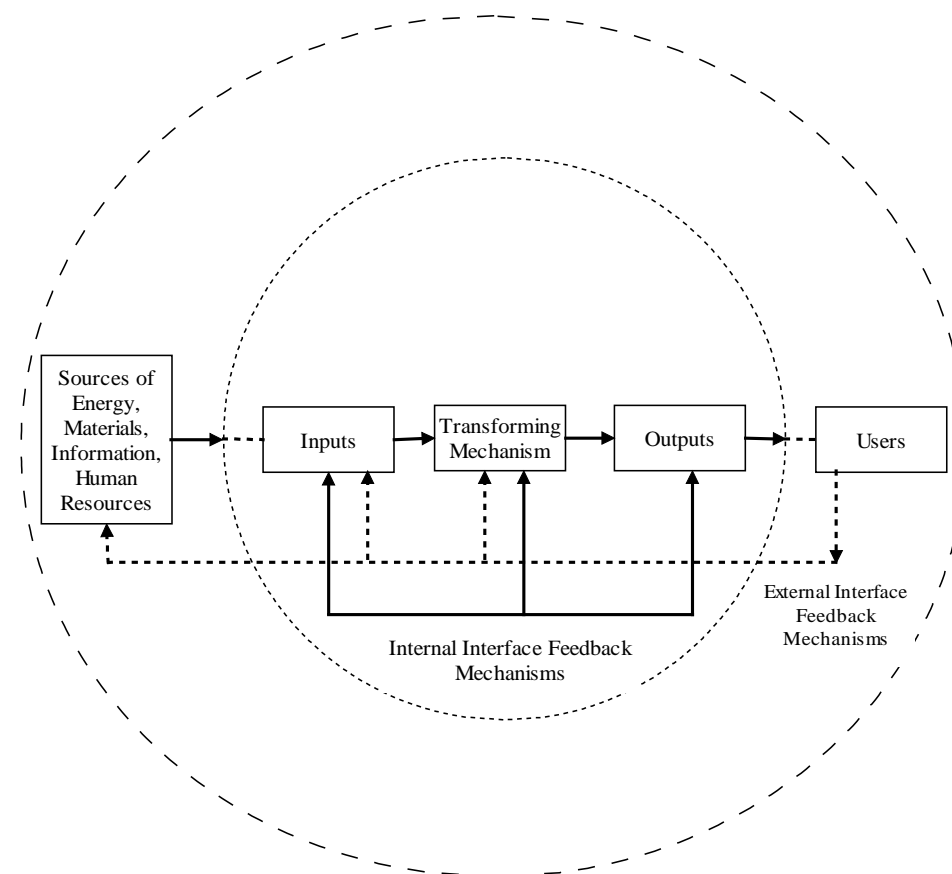 Sources of
Energy,
Materials,
Information,
Human
Resources
Inputs
Transforming
Mechanism
Outputs
Users
External Interface
Feedback
Mechanisms
Internal Interface Feedback
Mechanisms